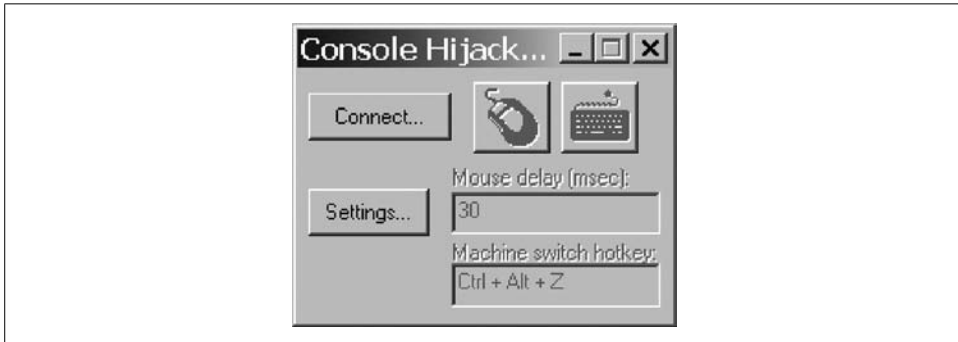 Console Hijack...
Connect...
Mouse delay (msec):
Settings...
30
Machine switch hotkey:
Ctrl + Alt + Z